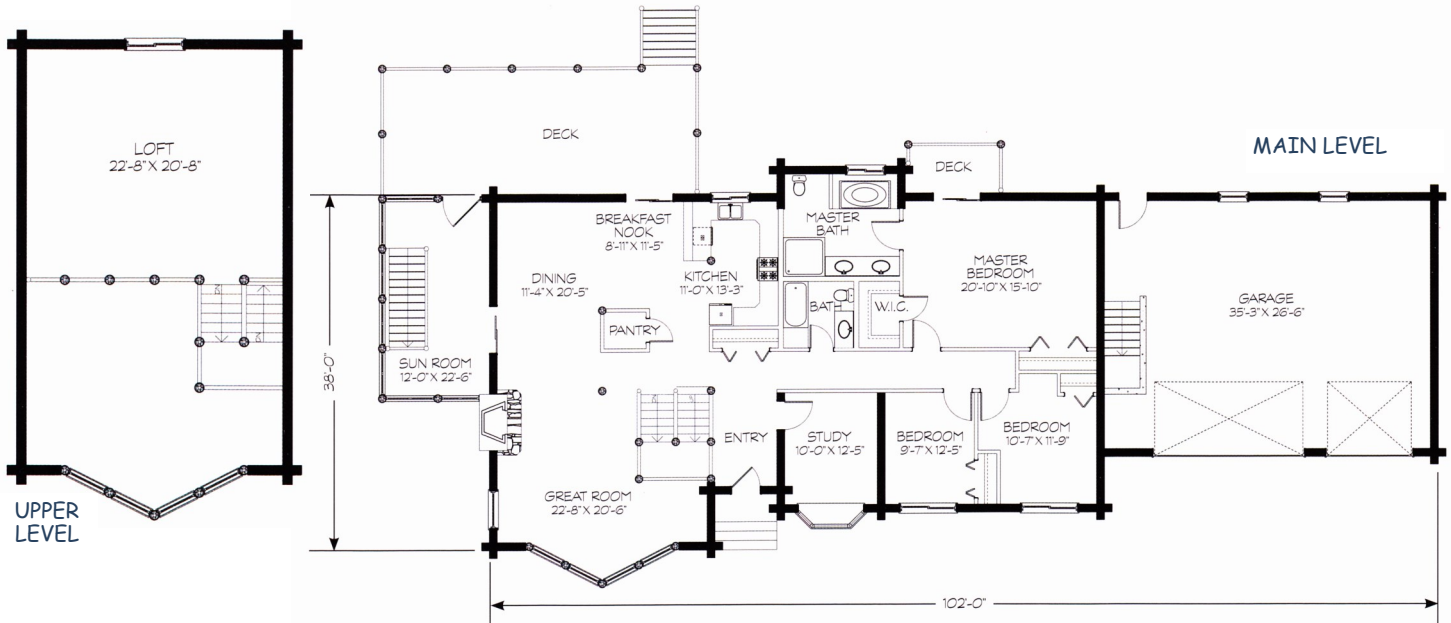 LOFT
22'-8" X 20'-8"
UPPER
LEVEL
MAIN LEVEL
DECK
DECK
BREAKFAST
NOOK
8'-11" X 11'-5"
MASTER
BATH
DINING
11'-4" X 20'-5"
KITCHEN
11'-0" X 13'-3"
MASTER
BEDROOM
20'-10" X 15'-10"
GARAGE
35'-3" X 26'-6"
BATH
W.I.C.
PANTRY
SUN ROOM
12'-0" X 22'-6"
38'-0"
ENTRY
STUDY
10'-0" X 12'-5"
BEDROOM
9'-7" X 12'-5"
BEDROOM
10'-7" X 11'-9"
GREAT ROOM
22'-8" X 20'-6"
102'-0"